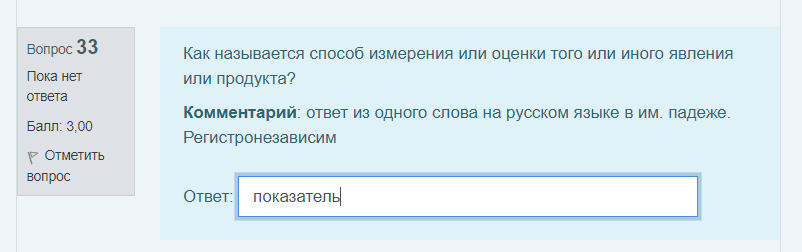 Вопрос 33
Пока нет
ответа
Балл: 3,00
Отметить
вопрос
Как называется способ измерения или оценки того или иного явления
или продукта?
Комментарий: ответ из одного слова на русском языке в им. падеже.
Регистронезависим
Ответ: показатель